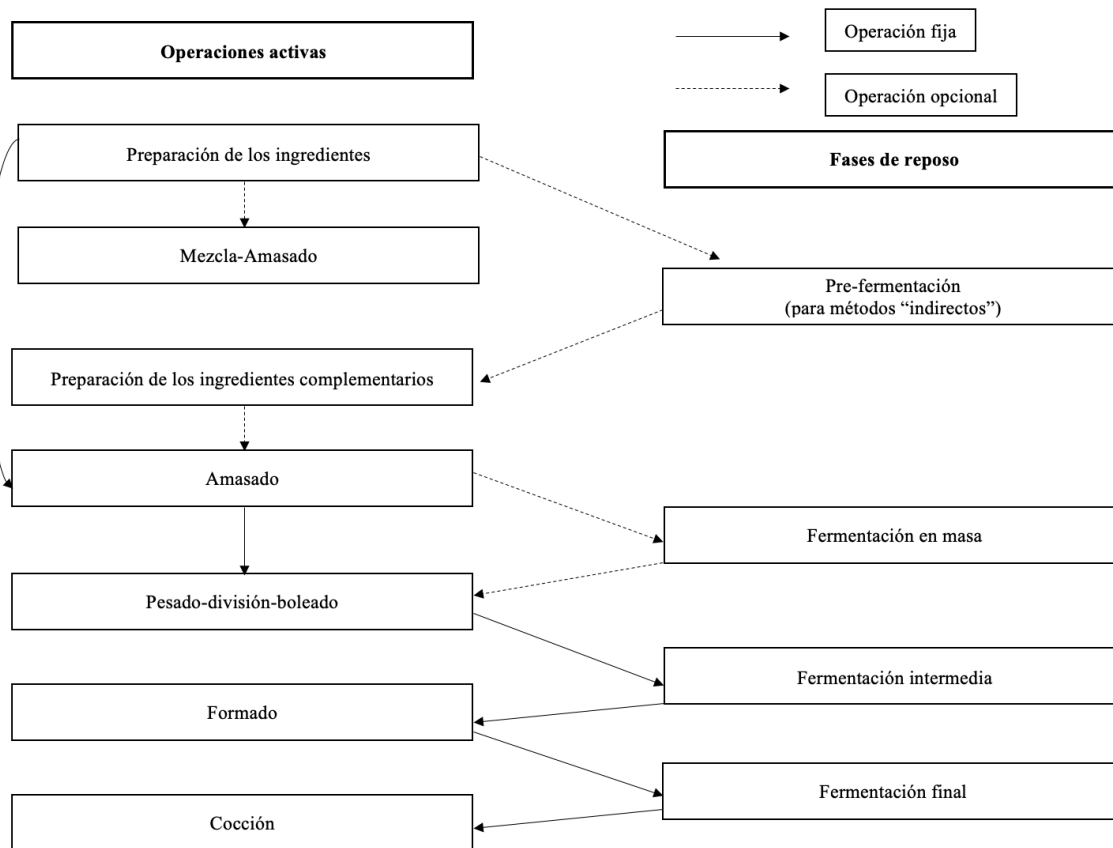 Operaciones activas
Operación fija
Operación opcional
Fases de reposo
Preparación de los ingredientes
Mezcla-Amasado
Pre-fermentación
(para métodos “indirectos”)
Preparación de los ingredientes complementarios
Amasado
Fermentación en masa
Pesado-división-boleado
Fermentación intermedia
Formado
Fermentación final
Cocción